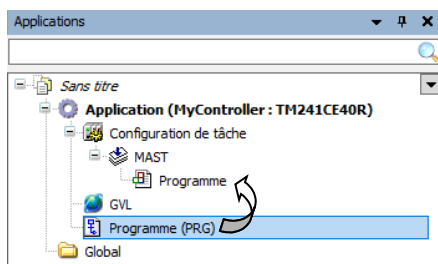 Applications
Sans titre
Application (MyController : TM241CE40R)
Configuration de tâche
MAST
Programme
GVL
Programme (PRG)
Global